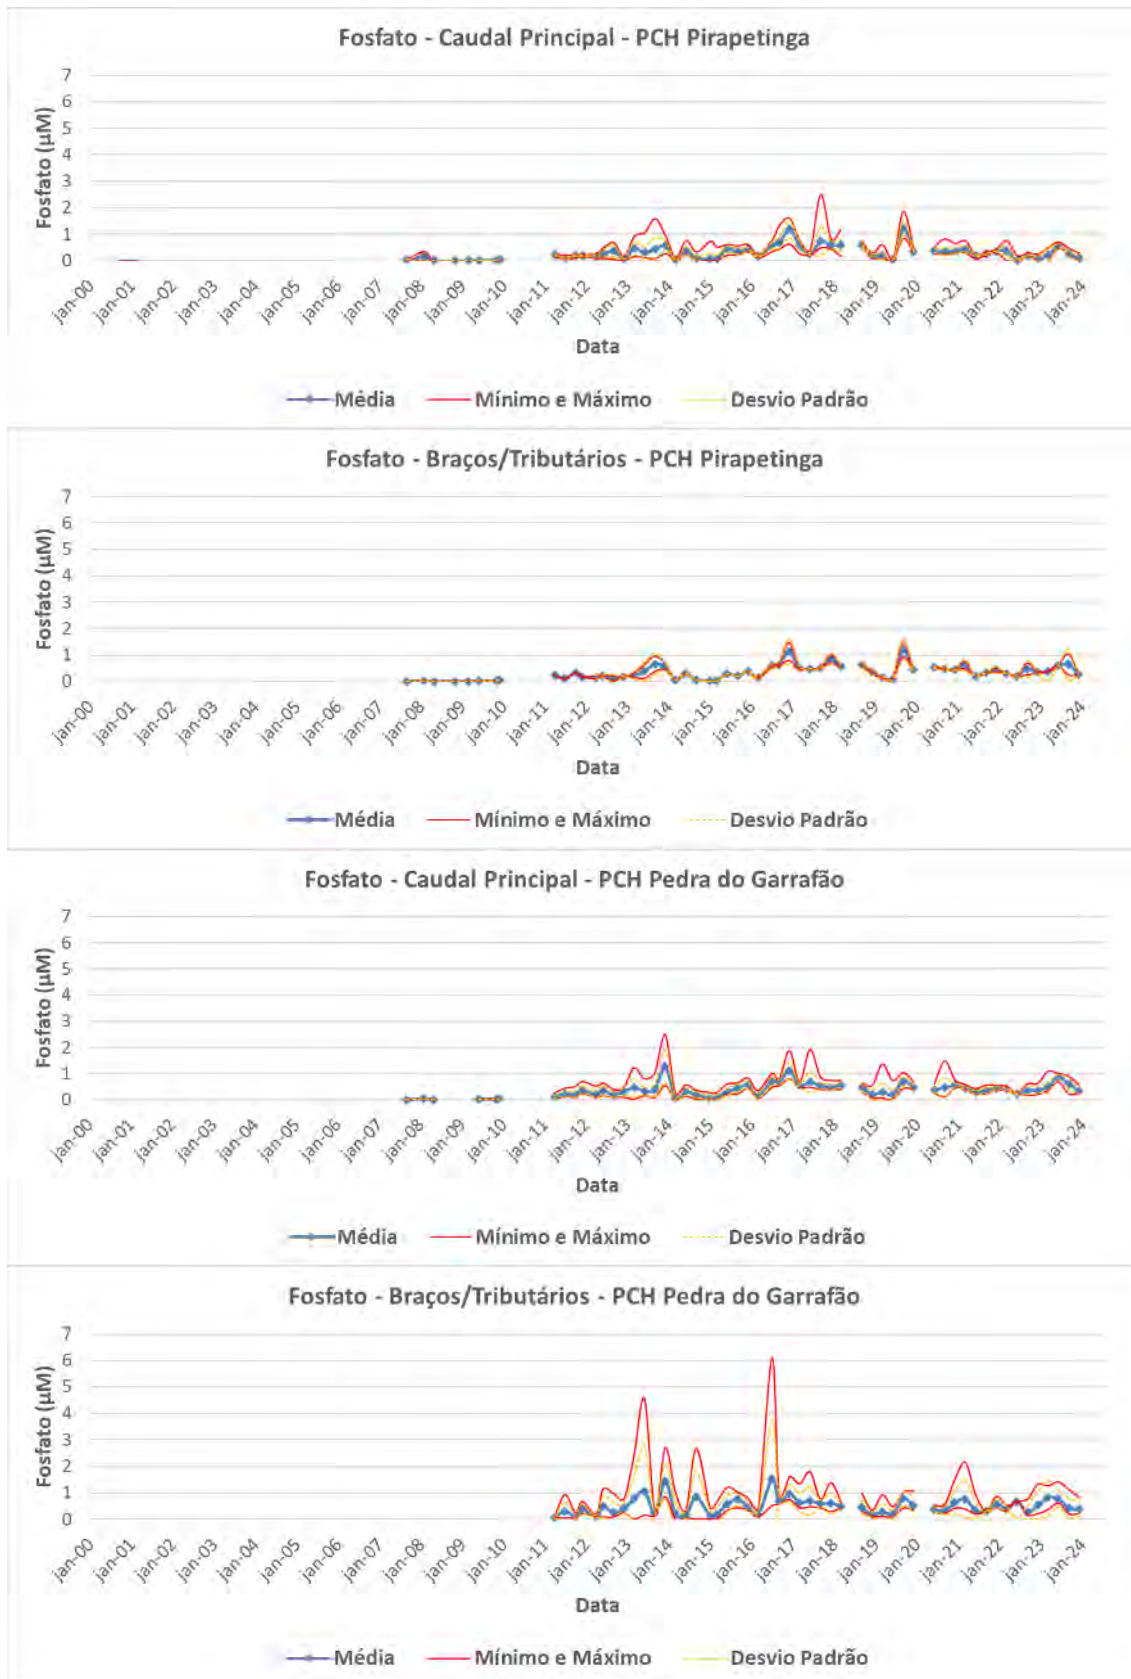 Fosfato - Caudal Principal - PCH Pirapetinga
Fosfato (µM)
7
6
5
4
3
2
1
0
jan-00 jan-01 jan-02 jan-03 jan-04 jan-05 jan-06 jan-07 jan-08 jan-09 jan-10 jan-11 jan-12 jan-13 jan-14 jan-15 jan-16 jan-17 jan-18 jan-19 jan-20 jan-21 jan-22 jan-23 jan-24
Data
Média Mínimo e Máximo Desvio Padrão
Fosfato - Braços/Tributários - PCH Pirapetinga
Fosfato (µM)
7
6
5
4
3
2
1
0
jan-00 jan-01 jan-02 jan-03 jan-04 jan-05 jan-06 jan-07 jan-08 jan-09 jan-10 jan-11 jan-12 jan-13 jan-14 jan-15 jan-16 jan-17 jan-18 jan-19 jan-20 jan-21 jan-22 jan-23 jan-24
Data
Média Mínimo e Máximo Desvio Padrão
Fosfato - Caudal Principal - PCH Pedra do Garrafão
Fosfato (µM)
7
6
5
4
3
2
1
0
jan-00 jan-01 jan-02 jan-03 jan-04 jan-05 jan-06 jan-07 jan-08 jan-09 jan-10 jan-11 jan-12 jan-13 jan-14 jan-15 jan-16 jan-17 jan-18 jan-19 jan-20 jan-21 jan-22 jan-23 jan-24
Data
Média Mínimo e Máximo Desvio Padrão
Fosfato - Braços/Tributários - PCH Pedra do Garrafão
Fosfato (µM)
7
6
5
4
3
2
1
0
jan-00 jan-01 jan-02 jan-03 jan-04 jan-05 jan-06 jan-07 jan-08 jan-09 jan-10 jan-11 jan-12 jan-13 jan-14 jan-15 jan-16 jan-17 jan-18 jan-19 jan-20 jan-21 jan-22 jan-23 jan-24
Data
Média Mínimo e Máximo Desvio Padrão